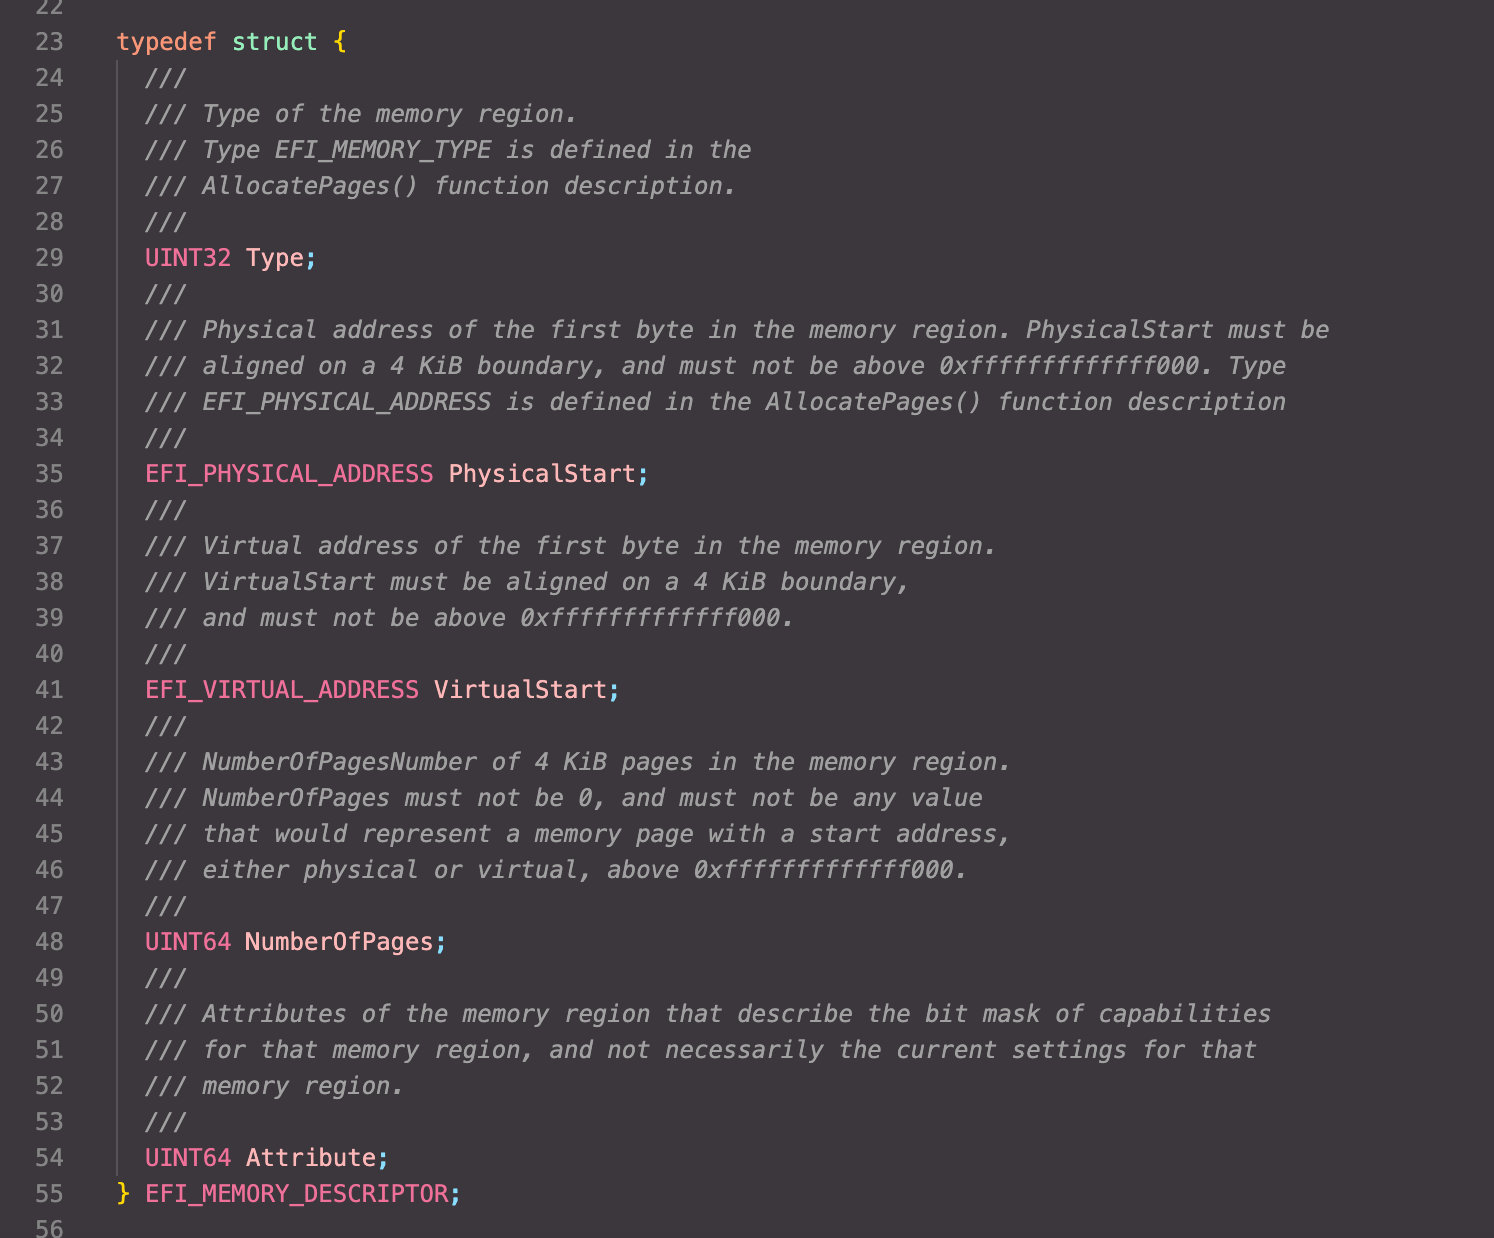 22
23 typedef struct {
24 ///
25 /// Type of the memory region.
26 /// Type EFI_MEMORY_TYPE is defined in the
27 /// AllocatePages() function description.
28 ///
29 UINT32 Type;
30 ///
31 /// Physical address of the first byte in the memory region. PhysicalStart must be
32 /// aligned on a 4 KiB boundary, and must not be above 0xfffffffffffff000. Type
33 /// EFI_PHYSICAL_ADDRESS is defined in the AllocatePages() function description
34 ///
35 EFI_PHYSICAL_ADDRESS PhysicalStart;
36 ///
37 /// Virtual address of the first byte in the memory region.
38 /// VirtualStart must be aligned on a 4 KiB boundary,
39 /// and must not be above 0xfffffffffffff000.
40 ///
41 EFI_VIRTUAL_ADDRESS VirtualStart;
42 ///
43 /// NumberOfPagesNumber of 4 KiB pages in the memory region.
44 /// NumberOfPages must not be 0, and must not be any value
45 /// that would represent a memory page with a start address,
46 /// either physical or virtual, above 0xfffffffffffff000.
47 ///
48 UINT64 NumberOfPages;
49 ///
50 /// Attributes of the memory region that describe the bit mask of capabilities
51 /// for that memory region, and not necessarily the current settings for that
52 /// memory region.
53 ///
54 UINT64 Attribute;
55 } EFI_MEMORY_DESCRIPTOR;
56